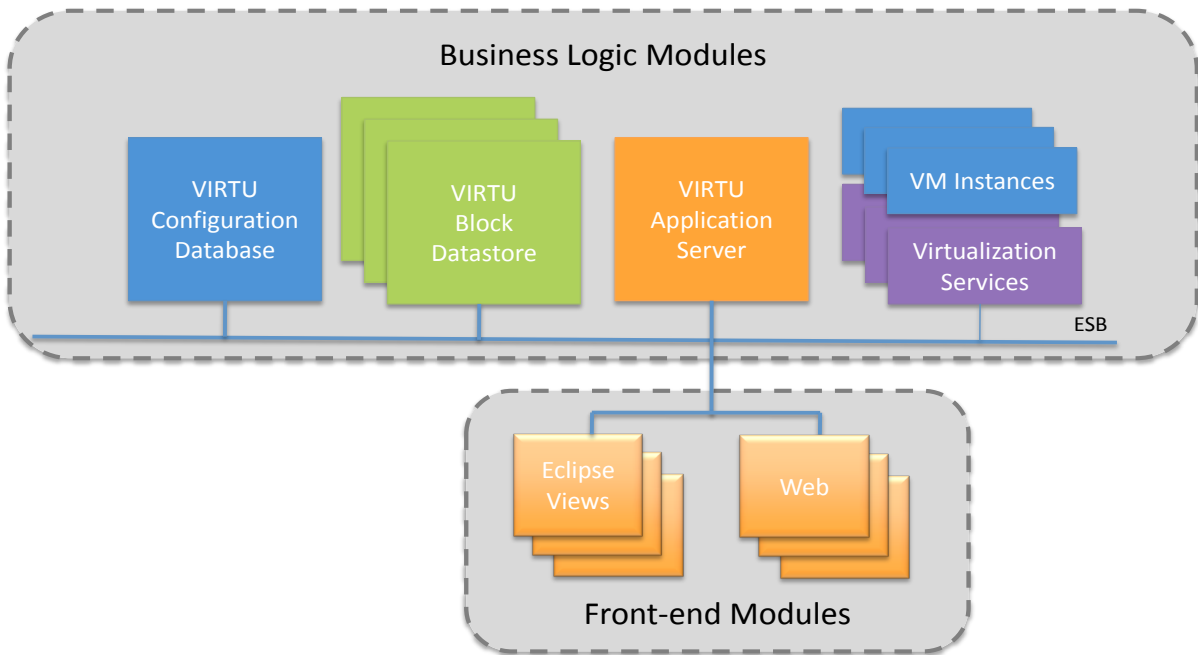 Business Logic Modules
VIRTU
Configuration
Database
VIRTU
Block
Datastore
VIRTU
Application
Server
VM Instances
Virtualization
Services
ESB
Eclipse
Views
Web
Front-end Modules